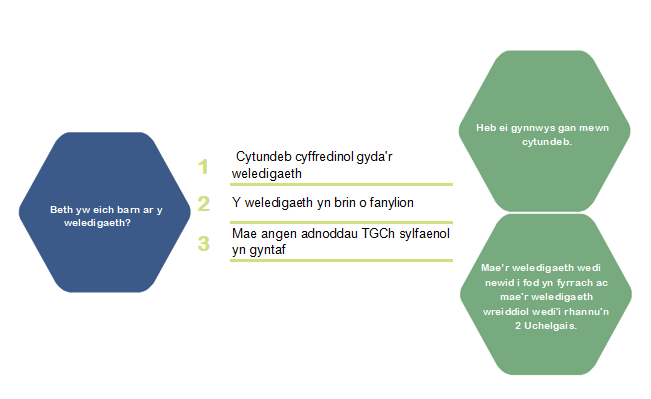 Beth yw eich barn ar y
weledigaeth?
1
Cytundeb cyffredinol gyda'r
weledigaeth
2
Y weledigaeth yn brin o fanylion
3
Mae angen adnoddau TGCh sylfaenol
yn gyntaf
Heb ei gynnwys gan mewn
cytundeb.
Mae'r weledigaeth wedi
newid i fod yn fyrrach ac
mae'r weledigaeth
wreiddiol wedi'i rhannu'n
2 Uchelgais.